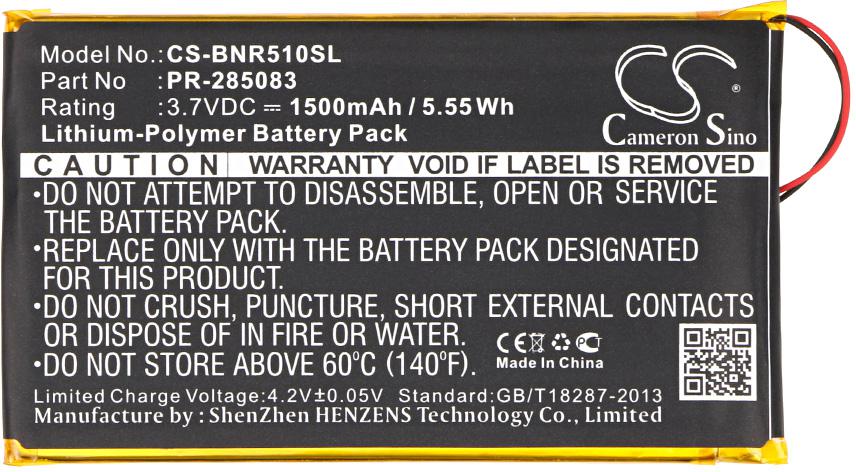 Model No.: CS-BNR510SL
Part No : PR-285083
Rating : 3.7VDC ⎓ 1500mAh / 5.55Wh
Lithium-Polymer Battery Pack
CS ®
Cameron Sino
CAUTION WARRANTY VOID IF LABEL IS REMOVED
•DO NOT ATTEMPT TO DISASSEMBLE, OPEN OR SERVICE
THE BATTERY PACK.
•REPLACE ONLY WITH THE BATTERY PACK DESIGNATED
FOR THIS PRODUCT.
•DO NOT CRUSH, PUNCTURE, SHORT EXTERNAL CONTACTS
OR DISPOSE OF IN FIRE OR WATER.
•DO NOT STORE ABOVE 60°C (140°F).
CE PCT
Made In China
Limited Charge Voltage:4.2V±0.05V Standard:GB/T18287-2013
Manufacture by : ShenZhen HENZENS Technology Co., Limited